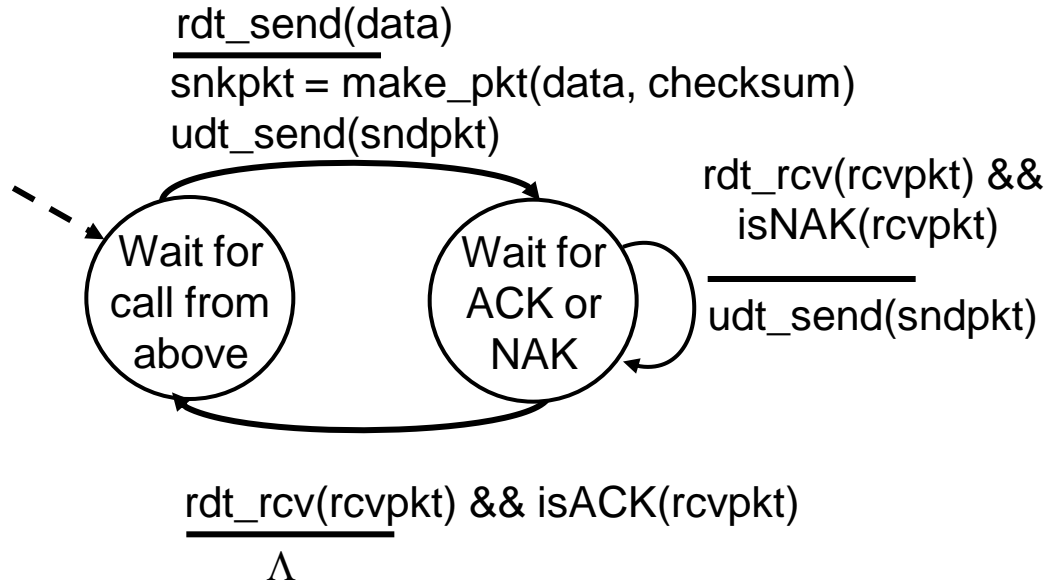 rdt_send(data)
snkpkt = make_pkt(data, checksum)
udt_send(sndpkt)
rdt_rcv(rcvpkt) &&
isNAK(rcvpkt)
udt_send(sndpkt)
Wait for
call from
above
Wait for
ACK or
NAK
rdt_rcv(rcvpkt) && isACK(rcvpkt)
Λ